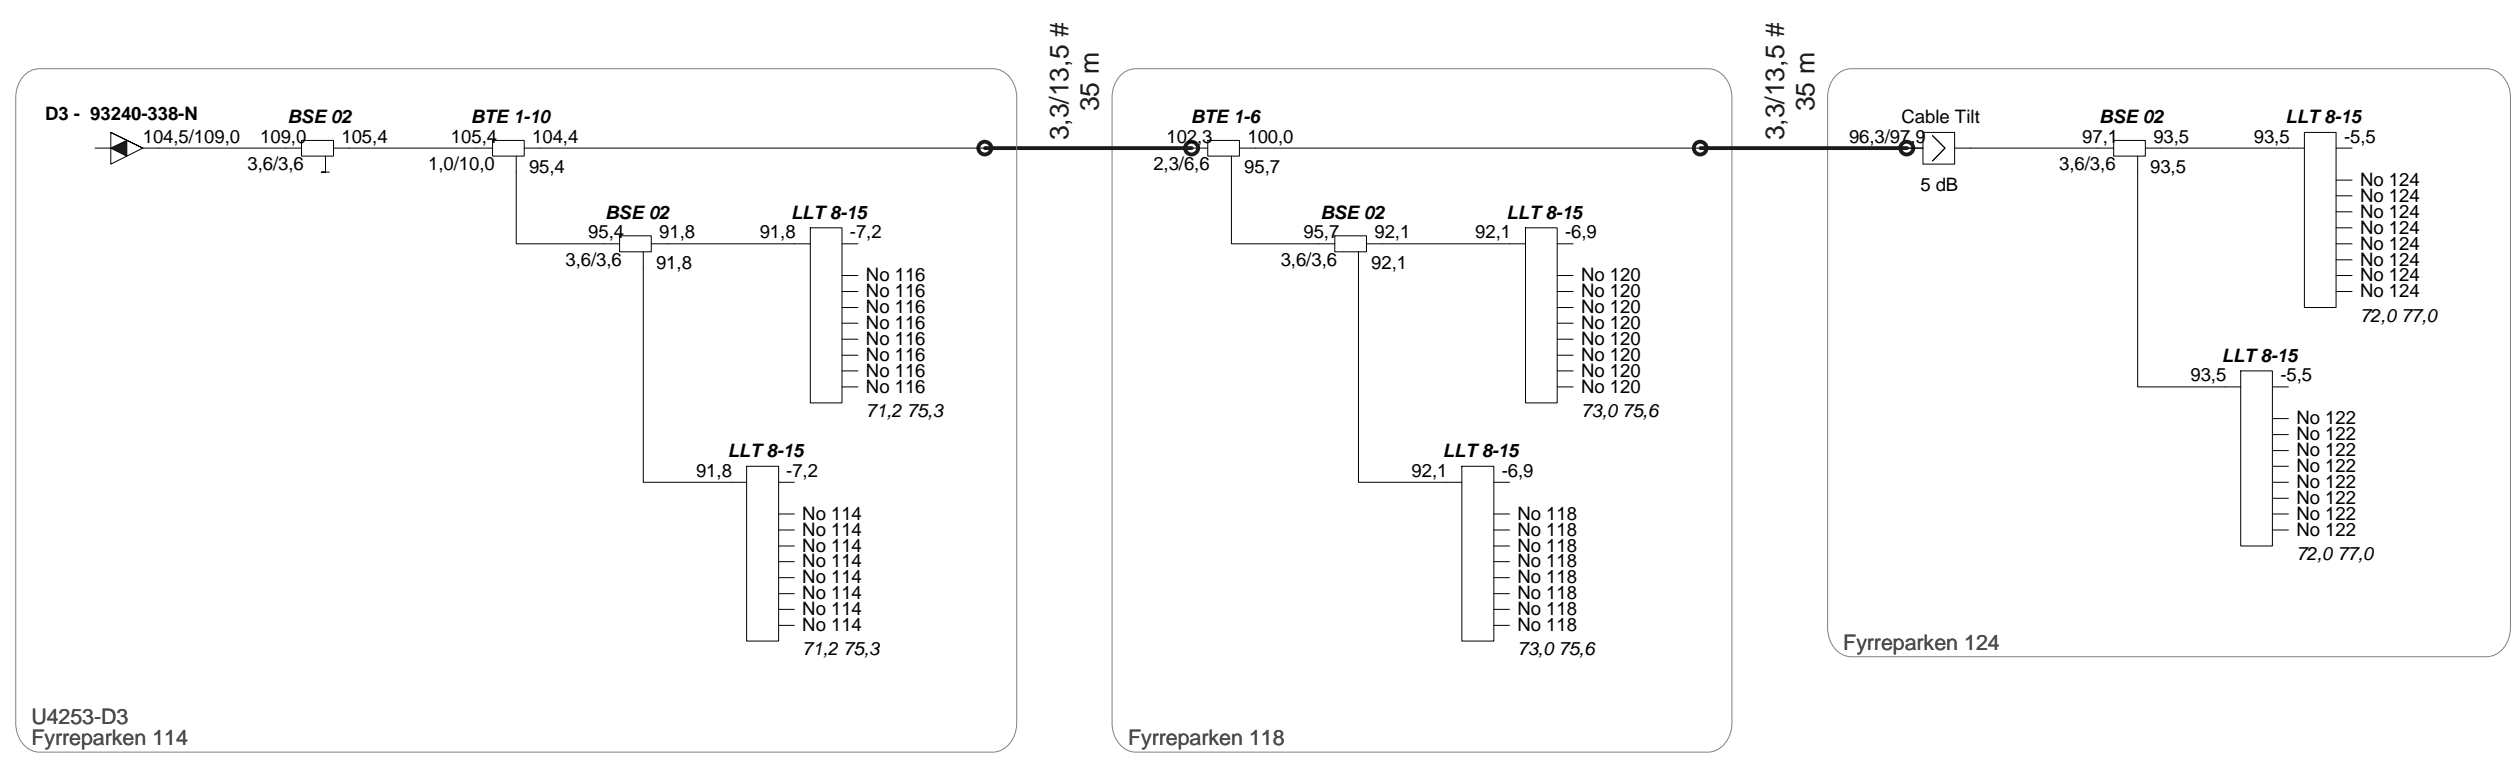 D3 - 93240-338-N
104,5/109,0
BSE 02
109,0
105,4
3,6/3,6
BTE 1-10
105,4
104,4
1,0/10,0
95,4
BSE 02
95,4
91,8
3,6/3,6
91,8
LLT 8-15
91,8
-7,2
No 116
No 116
No 116
No 116
No 116
No 116
No 116
No 116
71,2 75,3
LLT 8-15
91,8
-7,2
No 114
No 114
No 114
No 114
No 114
No 114
No 114
No 114
71,2 75,3
U4253-D3
Fyrreparken 114
3,3/13,5 #
35 m
BTE 1-6
102,3
100,0
2,3/6,6
95,7
BSE 02
95,7
92,1
3,6/3,6
92,1
LLT 8-15
92,1
-6,9
No 120
No 120
No 120
No 120
No 120
No 120
No 120
No 120
73,0 75,6
LLT 8-15
92,1
-6,9
No 118
No 118
No 118
No 118
No 118
No 118
No 118
No 118
73,0 75,6
Fyrreparken 118
3,3/13,5 #
35 m
Cable Tilt
96,3/97,9
5 dB
BSE 02
97,1
93,5
3,6/3,6
93,5
LLT 8-15
93,5
-5,5
No 124
No 124
No 124
No 124
No 124
No 124
No 124
No 124
72,0 77,0
LLT 8-15
93,5
-5,5
No 122
No 122
No 122
No 122
No 122
No 122
No 122
No 122
72,0 77,0
Fyrreparken 124